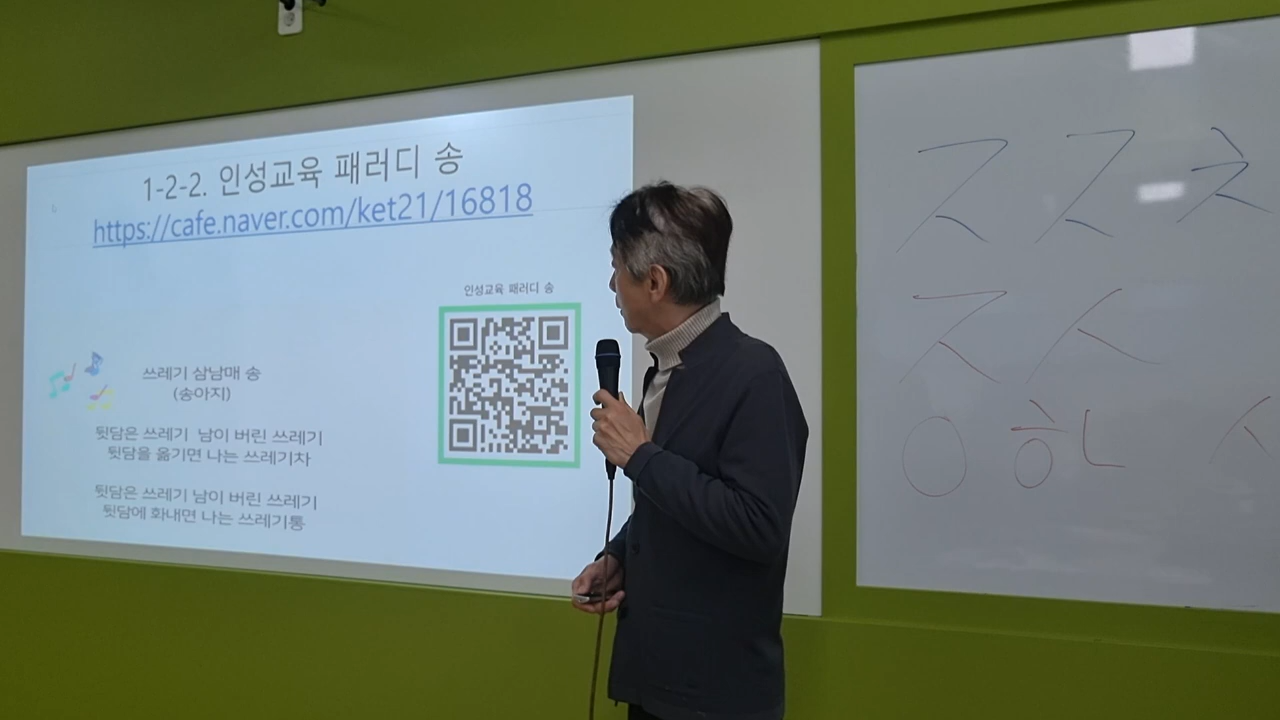 1-2-2. 인성교육 패러디 송
https://cafe.naver.com/ket21/16818
인성교육 패러디 송
쓰레기 삼남매 송
(송아지)
뒷담은 쓰레기 남이 버린 쓰레기
뒷담을 옮기면 나는 쓰레기차
뒷담은 쓰레기 남이 버린 쓰레기
뒷담에 화내면 나는 쓰레기통
ㅈ ㅈ ㅊ
ㅈ ㅅ
ㅇ ㅎ ㄴ ㅅ